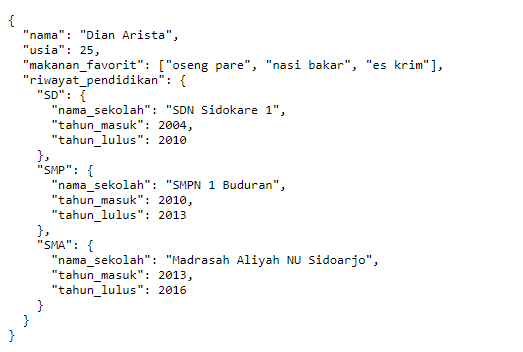 {
  "nama": "Dian Arista",
  "usia": 25,
  "makanan_favorit": ["oseng pare", "nasi bakar", "es krim"],
  "riwayat_pendidikan": {
    "SD": {
      "nama_sekolah": "SDN Sidokare 1",
      "tahun_masuk": 2004,
      "tahun_lulus": 2010
    },
    "SMP": {
      "nama_sekolah": "SMPN 1 Buduran",
      "tahun_masuk": 2010,
      "tahun_lulus": 2013
    },
    "SMA": {
      "nama_sekolah": "Madrasah Aliyah NU Sidoarjo",
      "tahun_masuk": 2013,
      "tahun_lulus": 2016
    }
  }
}